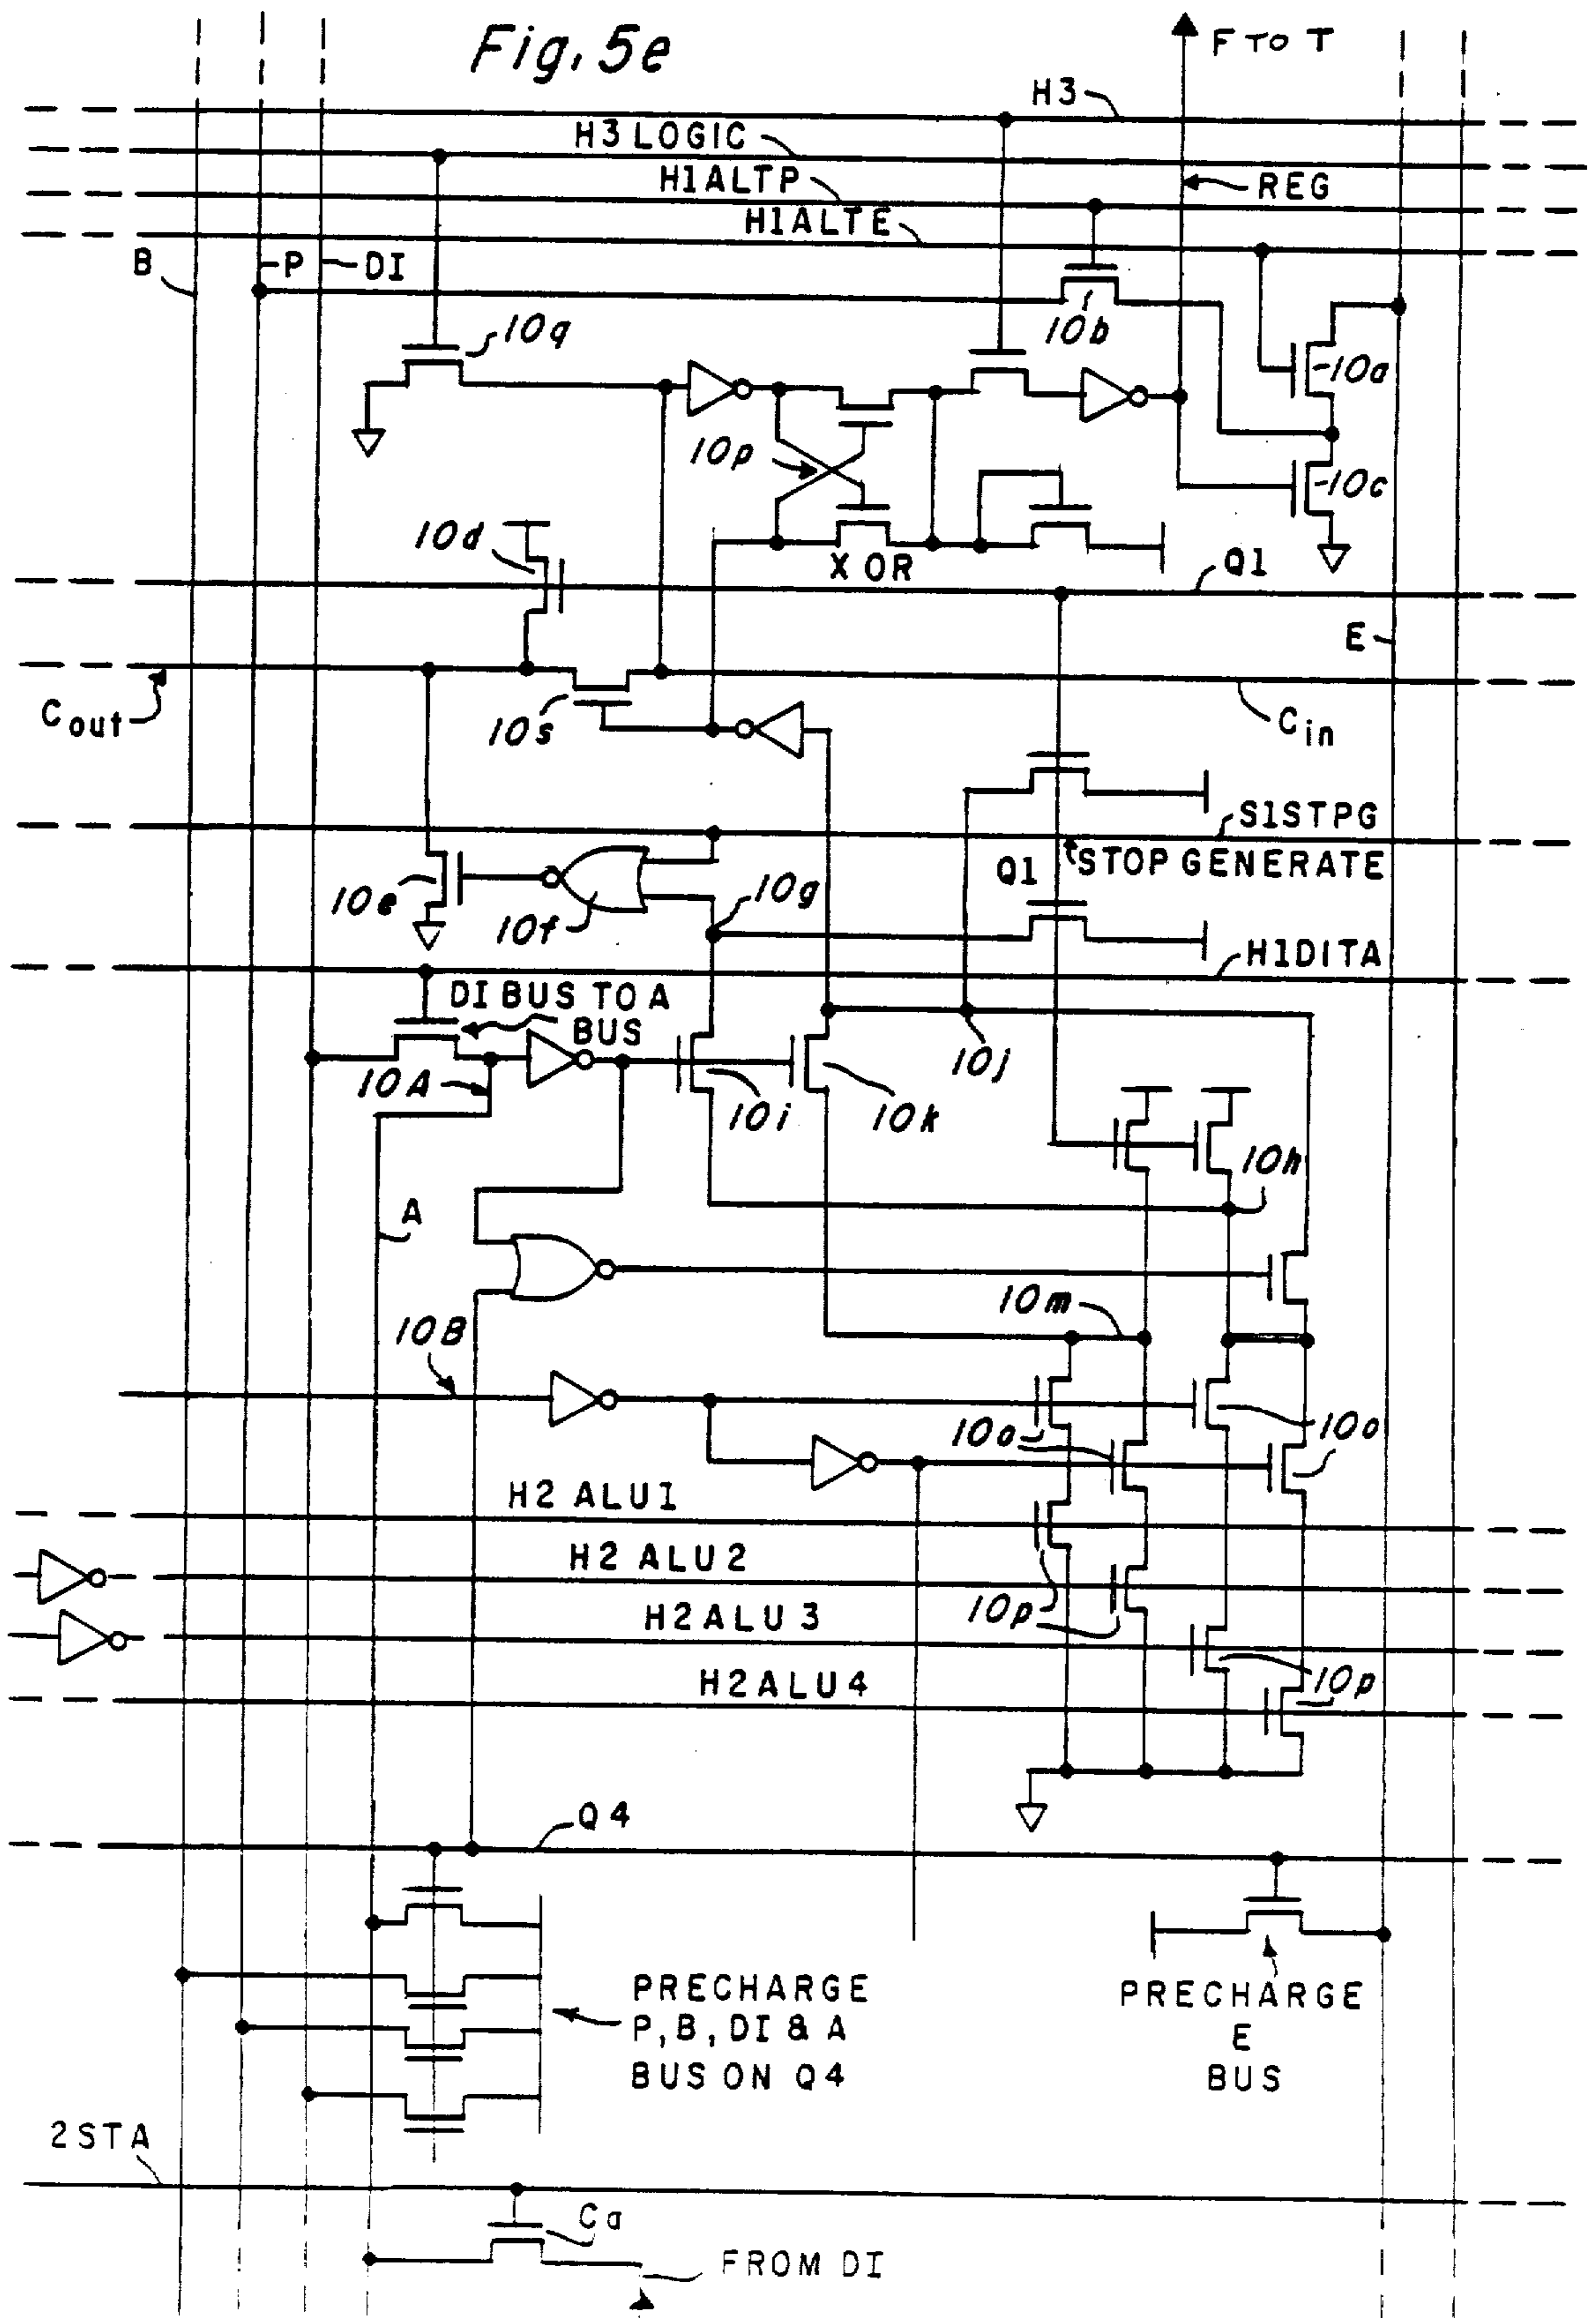 Fig. 5e
F TO T
H3
H3 LOGIC
H1ALTP
REG
H1ALTE
B
P
DI
10b
10q
10a
10p
10c
10d
XOR
Q1
E
Cout
10s
Cin
S1STPG
STOP GENERATE
Q1
10e
10f
10g
H1DITA
DI BUS TO A
BUS
10A
10i
10k
10j
10h
A
10m
10B
10o
10o
H2 ALU1
H2 ALU2
10p
H2ALU3
10p
H2ALU4
Q4
PRECHARGE
P, B, DI & A
BUS ON Q4
PRECHARGE
E
BUS
2STA
Ca
FROM DI